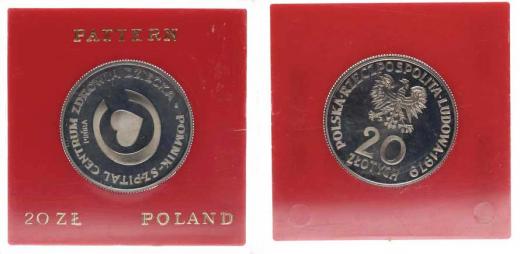 PATTERN
POMNIK-SZPITAL CENTRUM ZDROWIA DZIECKA
PRÓBA
20 ZŁ POLAND
POLSKA·RZECZPOSPOLITA·LUDOWA·1979
20
ZŁOTYCH